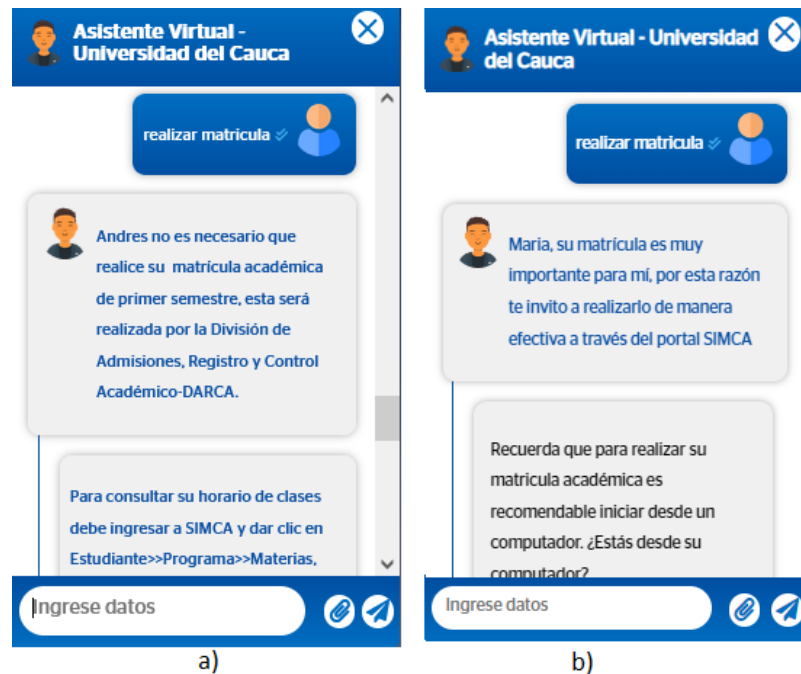 Asistente Virtual -
Universidad del Cauca
realizar matricula
Andres no es necesario que
realice su matrícula académica
de primer semestre, esta será
realizada por la División de
Admisiones, Registro y Control
Académico-DARCA.
Para consultar su horario de clases
debe ingresar a SIMCA y dar clic en
Estudiante>>Programa>>Materias,
Ingrese datos
a)
Asistente Virtual - Universidad
del Cauca
realizar matricula
Maria, su matrícula es muy
importante para mí, por esta razón
te invito a realizarlo de manera
efectiva a través del portal SIMCA
Recuerda que para realizar su
matricula académica es
recomendable iniciar desde un
computador. ¿Estás desde su
computador?
Ingrese datos
b)